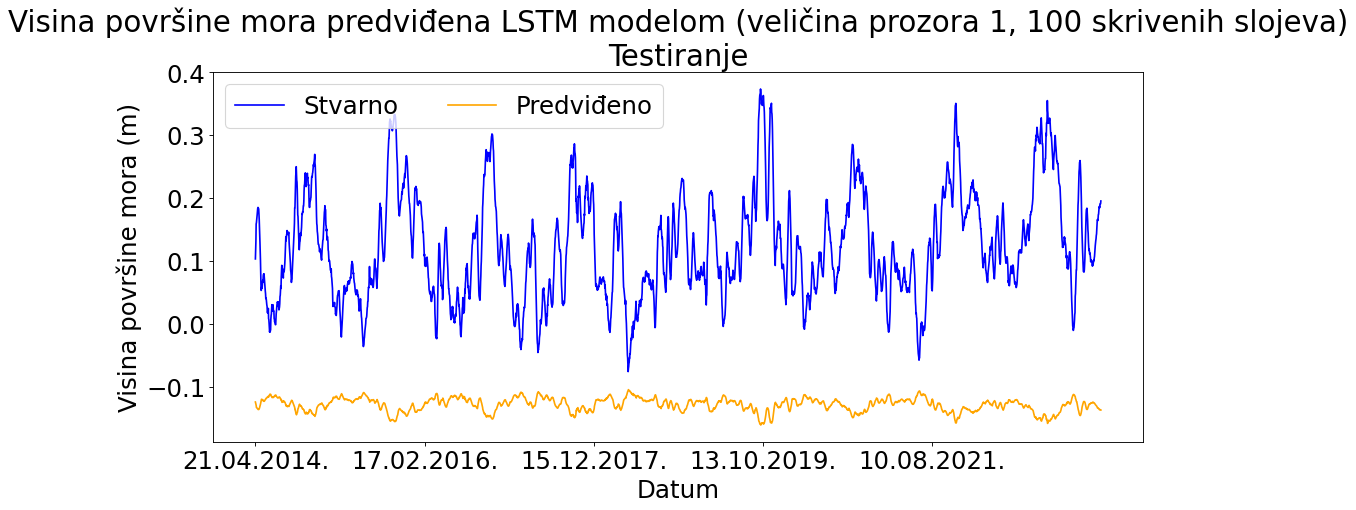 Visina površine mora predviđena LSTM modelom (veličina prozora 1, 100 skrivenih slojeva)
Testiranje
Stvarno
Predviđeno
Visina površine mora (m)
0.4
0.3
0.2
0.1
0.0
−0.1
21.04.2014.
17.02.2016.
15.12.2017.
13.10.2019.
10.08.2021.
Datum